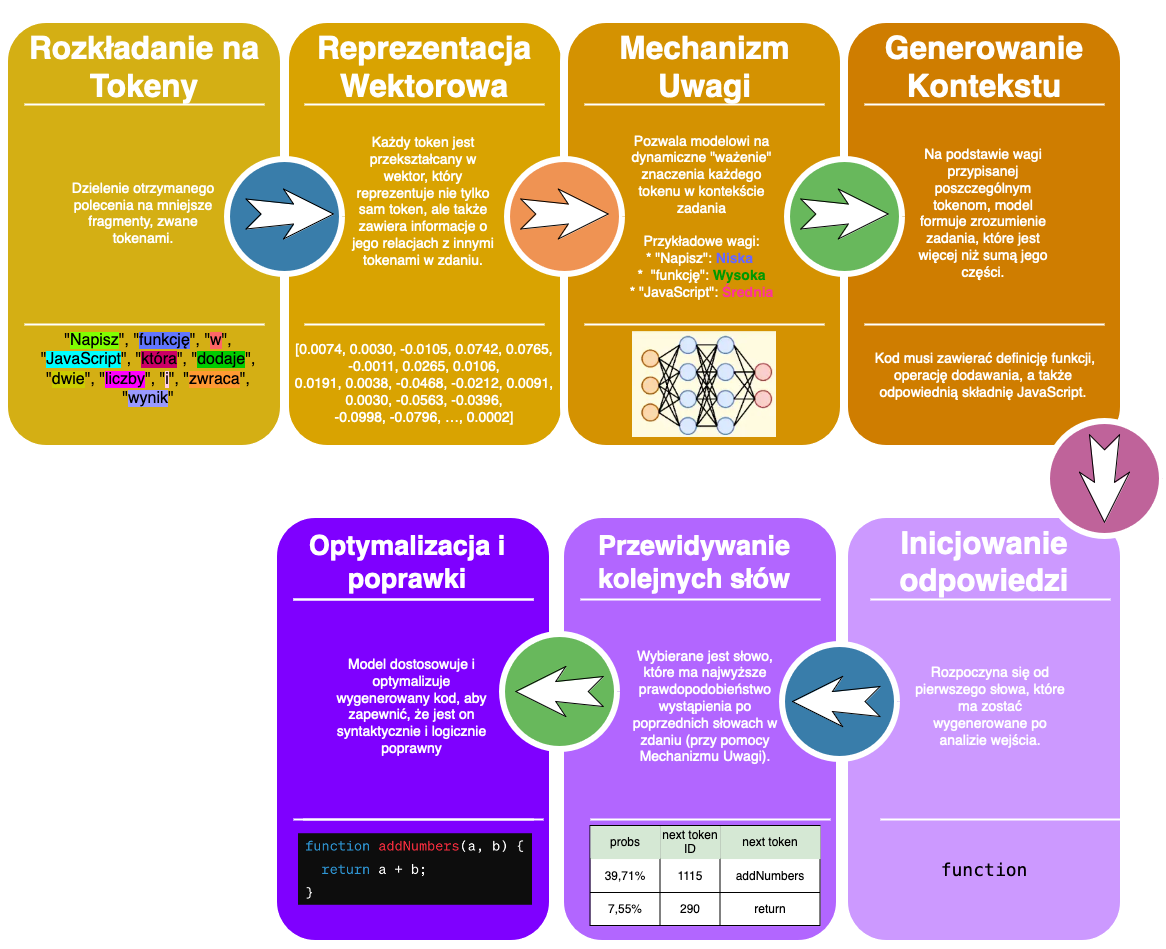 Rozkładanie na
Tokeny
Dzielenie otrzymanego
polecenia na mniejsze
fragmenty, zwane
tokenami.
"Napisz", "funkcję", "w",
"JavaScript", "która", "dodaje",
"dwie", "liczby", "i", "zwraca",
"wynik"
Reprezentacja
Wektorowa
Każdy token jest
przekształcany w
wektor, który
reprezentuje nie tylko
sam token, ale także
zawiera informacje o
jego relacjach z innymi
tokenami w zdaniu.
[0.0074, 0.0030, -0.0105, 0.0742, 0.0765,
-0.0011, 0.0265, 0.0106,
0.0191, 0.0038, -0.0468, -0.0212, 0.0091,
0.0030, -0.0563, -0.0396,
-0.0998, -0.0796, ..., 0.0002]
Mechanizm
Uwagi
Pozwala modelowi na
dynamiczne "ważenie"
znaczenia każdego
tokenu w kontekście
zadania
Przykładowe wagi:
* "Napisz": Niska
* "funkcję": Wysoka
* "JavaScript": Średnia
Generowanie
Kontekstu
Na podstawie wagi
przypisanej
poszczególnym
tokenom, model
formuje zrozumienie
zadania, które jest
więcej niż sumą jego
części.
Kod musi zawierać definicję funkcji,
operację dodawania, a także
odpowiednią składnię JavaScript.
Inicjowanie
odpowiedzi
Rozpoczyna się od
pierwszego słowa, które
ma zostać
wygenerowane po
analizie wejścia.
function
Przewidywanie
kolejnych słów
Wybierane jest słowo,
które ma najwyższe
prawdopodobieństwo
wystąpienia po
poprzednich słowach w
zdaniu (przy pomocy
Mechanizmu Uwagi).
probs next token ID next token
39,71% 1115 addNumbers
7,55% 290 return
Optymalizacja i
poprawki
Model dostosowuje i
optymalizuje
wygenerowany kod, aby
zapewnić, że jest on
syntaktycznie i logicznie
poprawny
function addNumbers(a, b) {
return a + b;
}